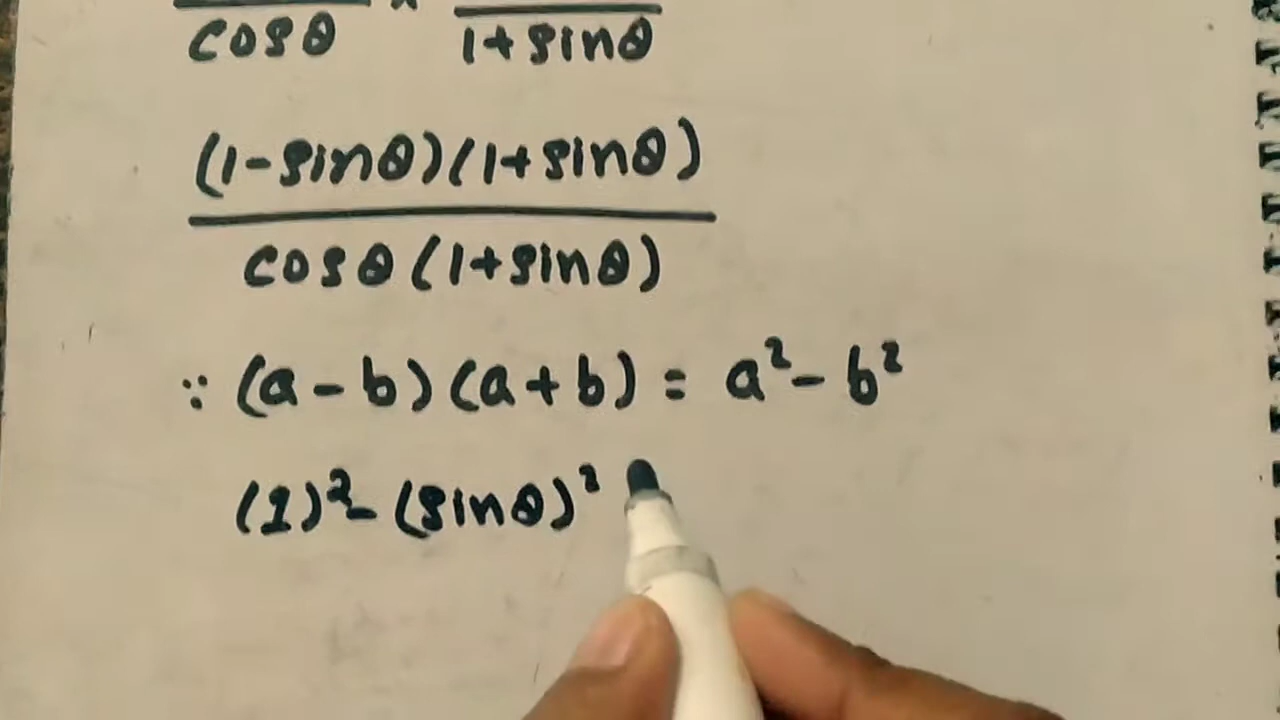 cosθ × 1+sinθ
(1-sinθ)(1+sinθ)
cosθ(1+sinθ)
∵ (a-b)(a+b) = a²-b²
(1)²-(sinθ)²